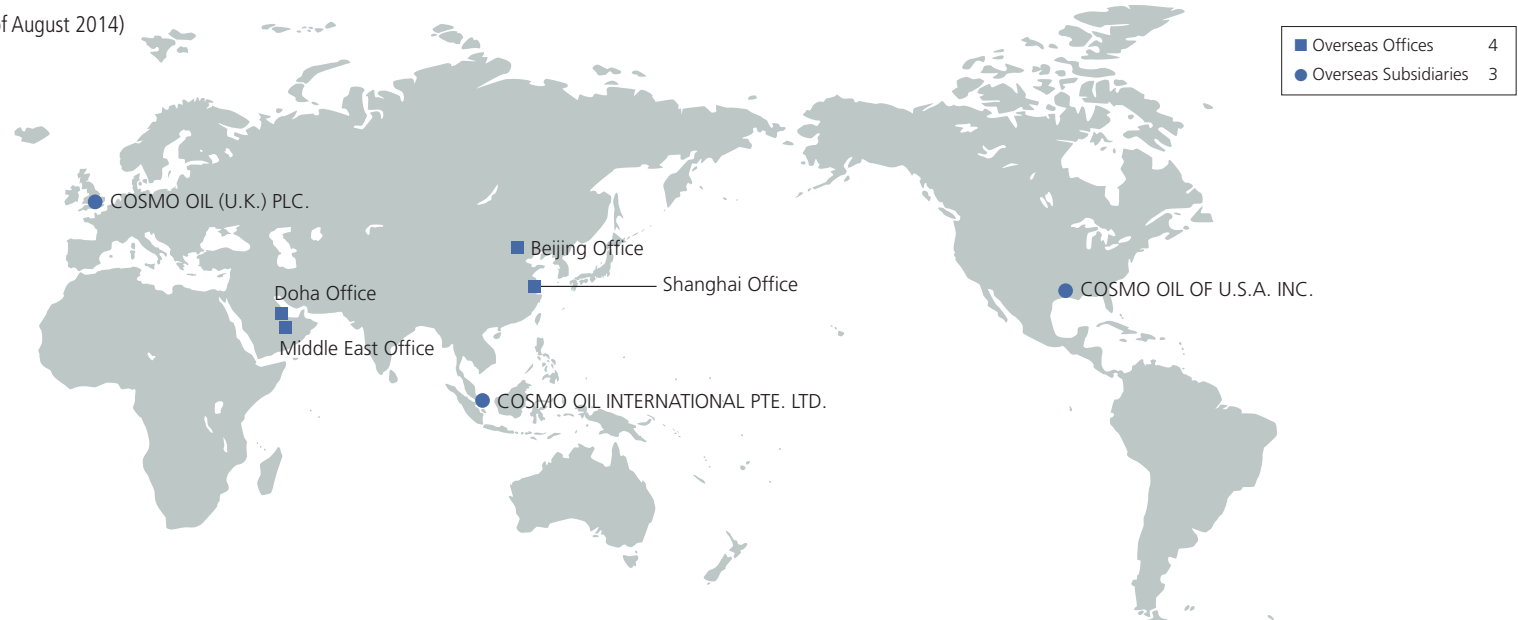 of August 2014)
Overseas Offices 4
Overseas Subsidiaries 3
COSMO OIL (U.K.) PLC.
Beijing Office
Shanghai Office
Doha Office
COSMO OIL OF U.S.A. INC.
Middle East Office
COSMO OIL INTERNATIONAL PTE. LTD.